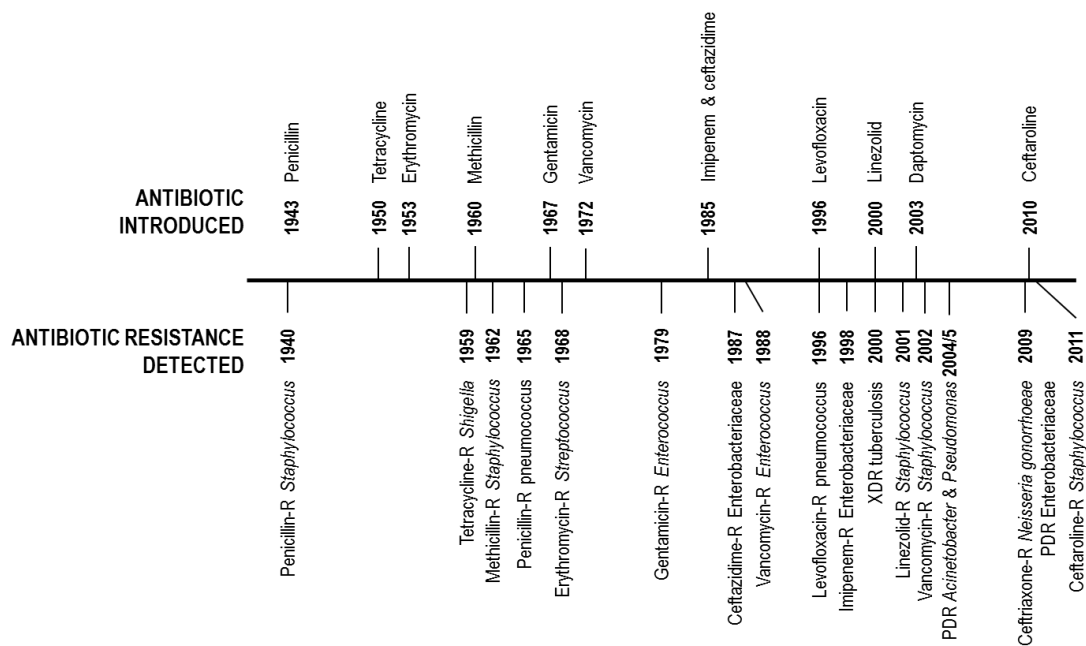 ANTIBIOTIC
INTRODUCED
1943 Penicillin
1950 Tetracycline
1953 Erythromycin
1960 Methicillin
1967 Gentamicin
1972 Vancomycin
1985 Imipenem & ceftazidime
1996 Levofloxacin
2000 Linezolid
2003 Daptomycin
2010 Ceftaroline
ANTIBIOTIC RESISTANCE
DETECTED
1940 Penicillin-R Staphylococcus
1959 Tetracycline-R Shigella
1962 Methicillin-R Staphylococcus
1965 Penicillin-R pneumococcus
1968 Erythromycin-R Streptococcus
1979 Gentamicin-R Enterococcus
1987 Ceftazidime-R Enterobacteriaceae
1988 Vancomycin-R Enterococcus
1996 Levofloxacin-R pneumococcus
1998 Imipenem-R Enterobacteriaceae
2000 XDR tuberculosis
2001 Linezolid-R Staphylococcus
2002 Vancomycin-R Staphylococcus
2004/5 PDR Acinetobacter & Pseudomonas
2009 Ceftriaxone-R Neisseria gonorrhoeae
PDR Enterobacteriaceae
2011 Ceftaroline-R Staphylococcus